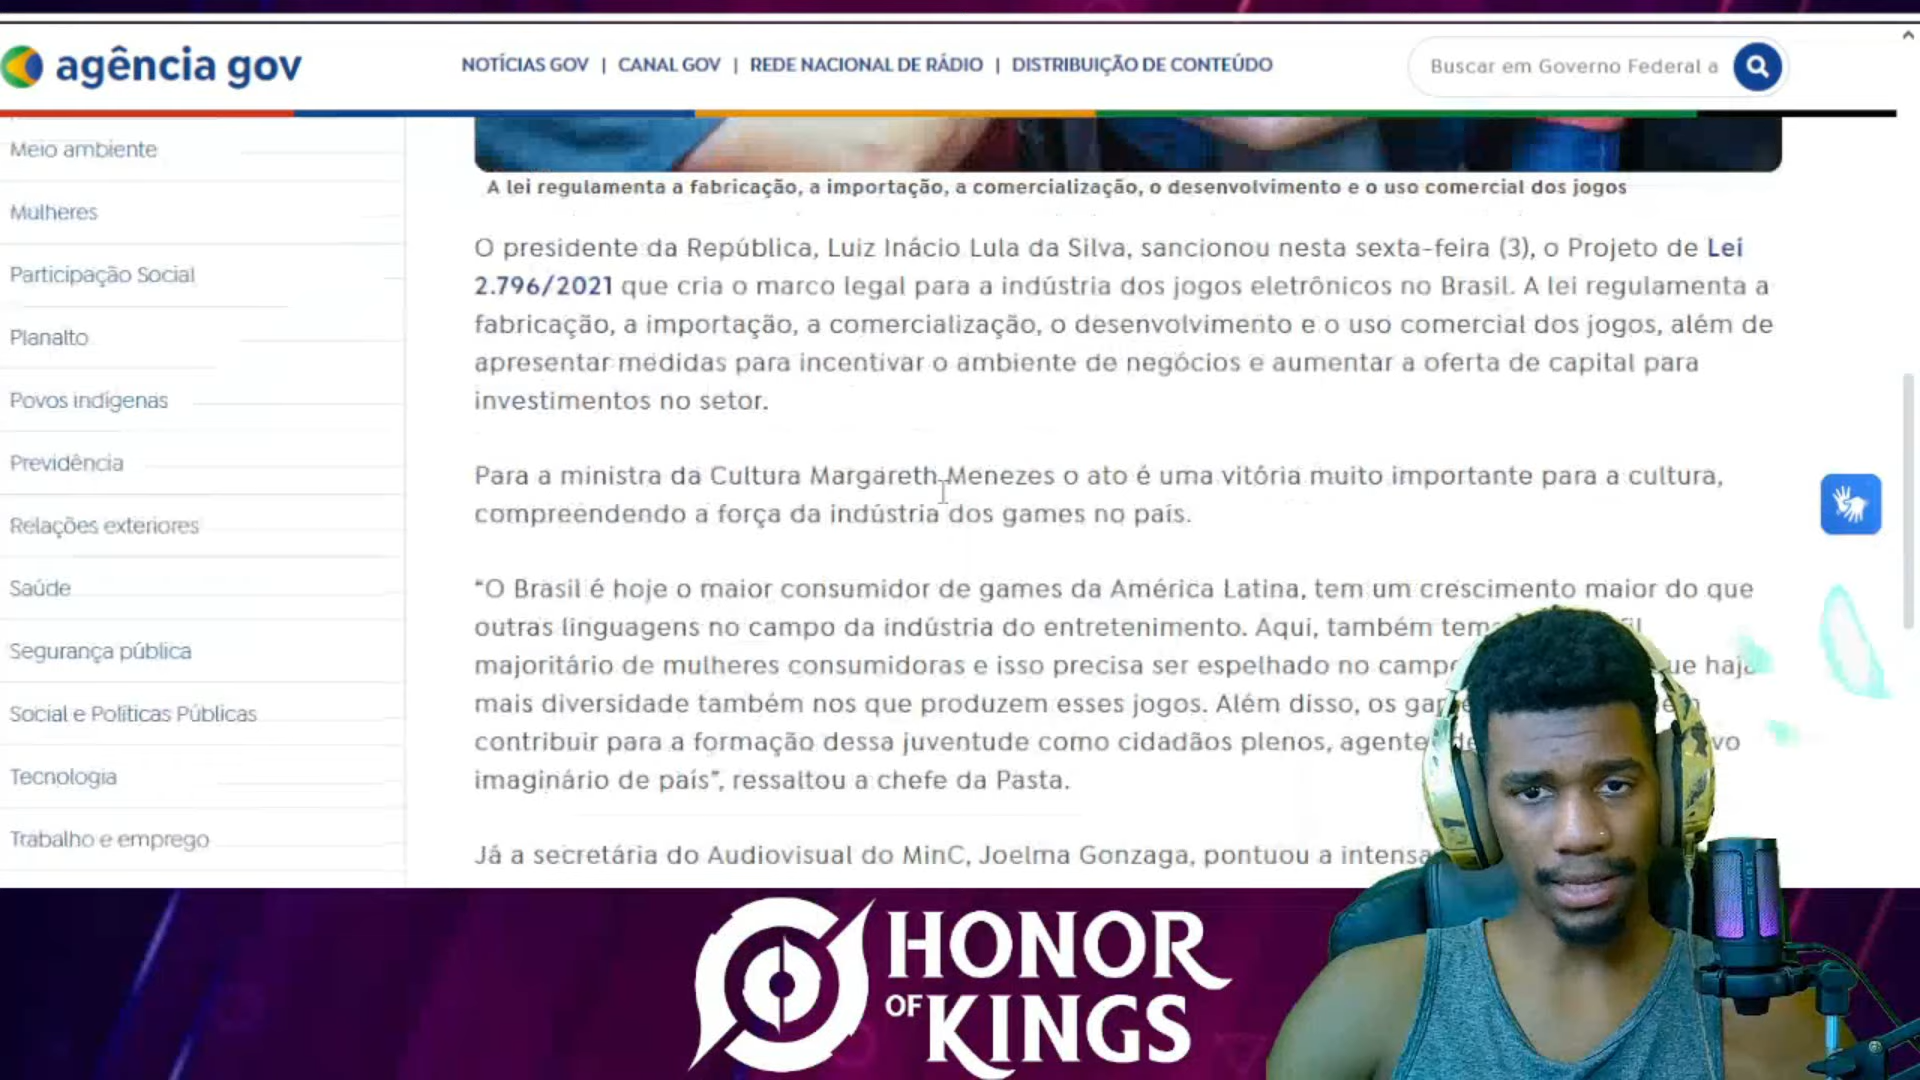 agência gov
NOTÍCIAS GOV | CANAL GOV | REDE NACIONAL DE RÁDIO | DISTRIBUIÇÃO DE CONTEÚDO
Buscar em Governo Federal a
Meio ambiente
Mulheres
Participação Social
Planalto
Povos indígenas
Previdência
Relações exteriores
Saúde
Segurança pública
Social e Políticas Públicas
Tecnologia
Trabalho e emprego
A lei regulamenta a fabricação, a importação, a comercialização, o desenvolvimento e o uso comercial dos jogos
O presidente da República, Luiz Inácio Lula da Silva, sancionou nesta sexta-feira (3), o Projeto de Lei
2.796/2021 que cria o marco legal para a indústria dos jogos eletrônicos no Brasil. A lei regulamenta a
fabricação, a importação, a comercialização, o desenvolvimento e o uso comercial dos jogos, além de
apresentar medidas para incentivar o ambiente de negócios e aumentar a oferta de capital para
investimentos no setor.
Para a ministra da Cultura Margareth Menezes o ato é uma vitória muito importante para a cultura,
compreendendo a força da indústria dos games no país.
“O Brasil é hoje o maior consumidor de games da América Latina, tem um crescimento maior do que
outras linguagens no campo da indústria do entretenimento. Aqui, também
majoritário de mulheres consumidoras e isso precisa ser espelhado no haja
mais diversidade também nos que produzem esses jogos. Além disso, os
contribuir para a formação dessa juventude como cidadãos plenos,
imaginário de país”, ressaltou a chefe da Pasta.
Já a secretária do Audiovisual do MinC, Joelma Gonzaga, pontuou a
HONOR
OF KINGS